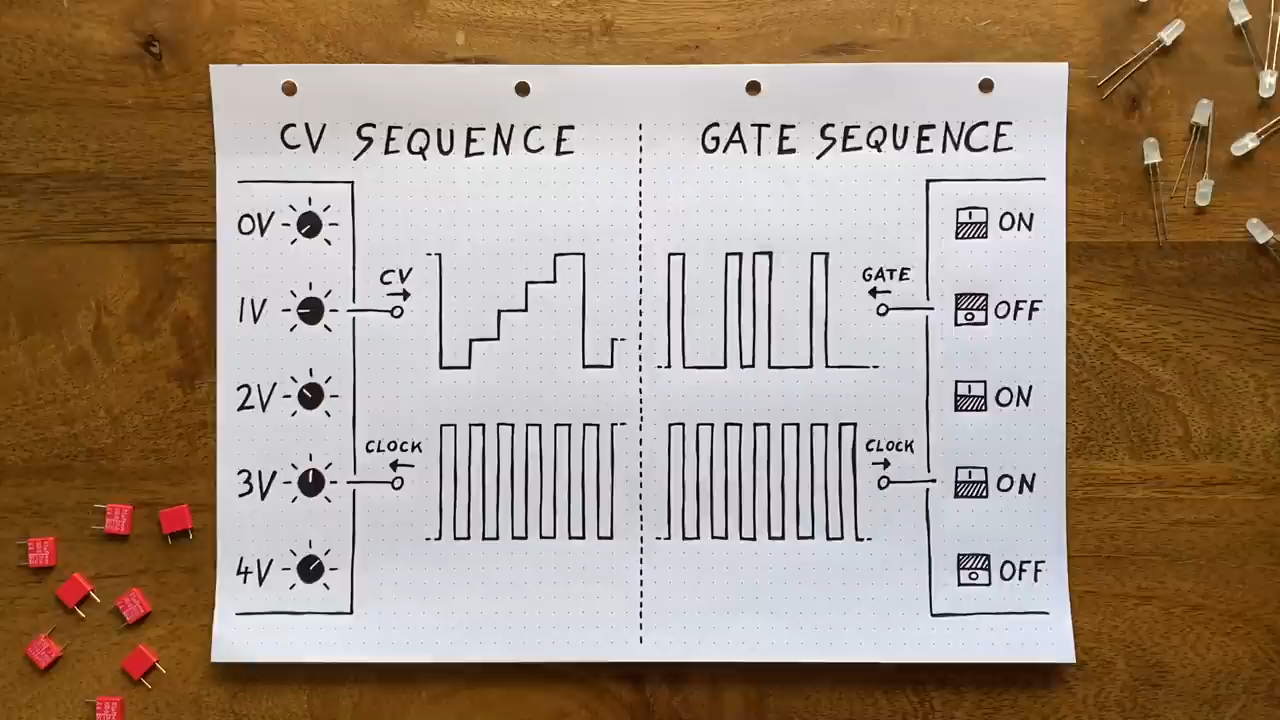 CV SEQUENCE
0V
1V
2V
3V
4V
CV
CLOCK
GATE SEQUENCE
GATE
CLOCK
ON
OFF
ON
ON
OFF